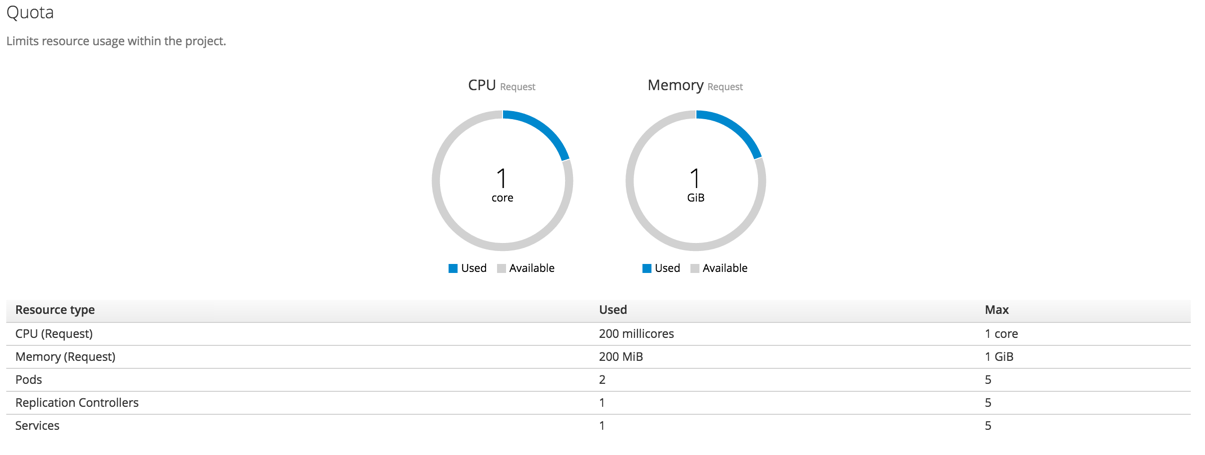 Quota
Limits resource usage within the project.
CPU Request Memory Request
1 1
core GiB
Used Available Used Available
Resource type Used Max
CPU (Request) 200 millicores 1 core
Memory (Request) 200 MiB 1 GiB
Pods 2 5
Replication Controllers 1 5
Services 1 5